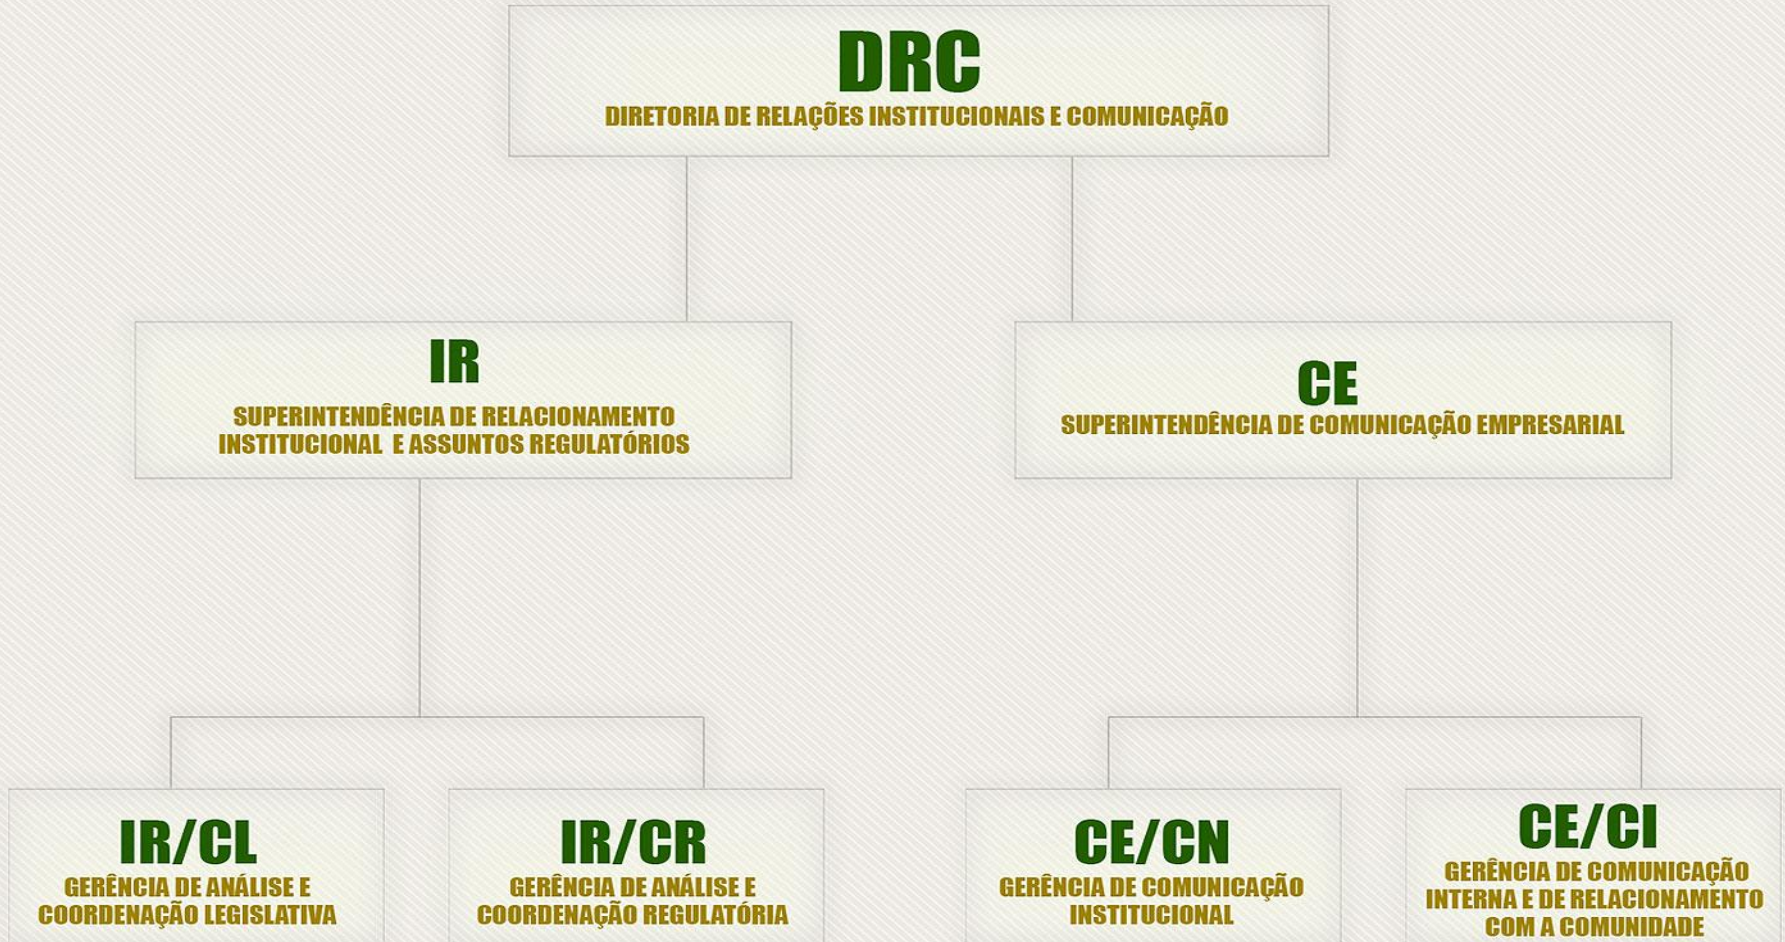 DRC
DIRETORIA DE RELAÇÕES INSTITUCIONAIS E COMUNICAÇÃO
IR
SUPERINTENDÊNCIA DE RELACIONAMENTO
INSTITUCIONAL E ASSUNTOS REGULATÓRIOS
CE
SUPERINTENDÊNCIA DE COMUNICAÇÃO EMPRESARIAL
IR/CL
GERÊNCIA DE ANÁLISE E
COORDENAÇÃO LEGISLATIVA
IR/CR
GERÊNCIA DE ANÁLISE E
COORDENAÇÃO REGULATÓRIA
CE/CN
GERÊNCIA DE COMUNICAÇÃO
INSTITUCIONAL
CE/CI
GERÊNCIA DE COMUNICAÇÃO
INTERNA E DE RELACIONAMENTO
COM A COMUNIDADE